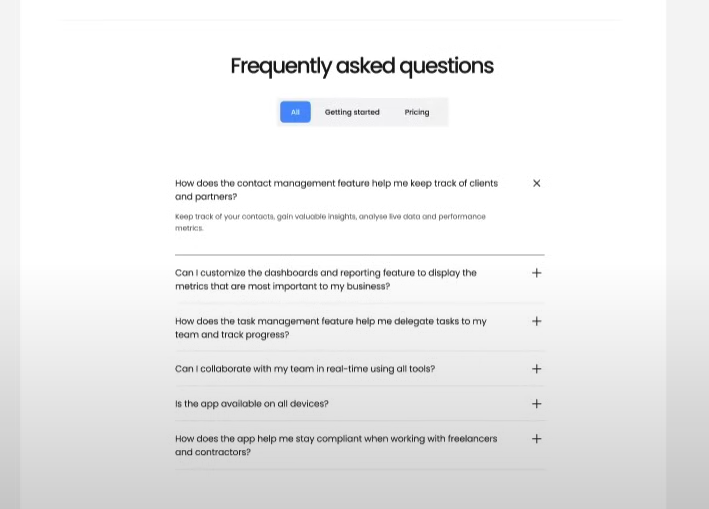 Frequently asked questions
All
Getting started
Pricing
How does the contact management feature help me keep track of clients
and partners?
Keep track of your contacts, gain valuable insights, analyse live data and performance
metrics.
Can I customize the dashboards and reporting feature to display the
metrics that are most important to my business?
How does the task management feature help me delegate tasks to my
team and track progress?
Can I collaborate with my team in real-time using all tools?
Is the app available on all devices?
How does the app help me stay compliant when working with freelancers
and contractors?